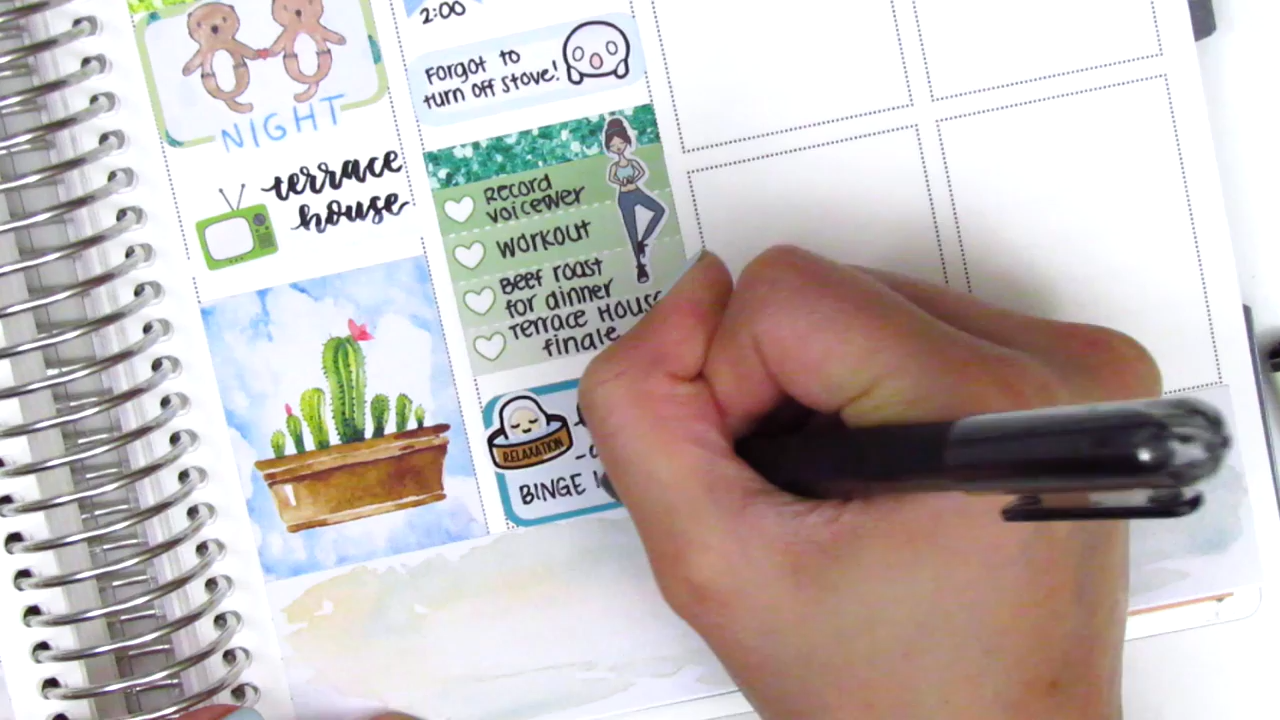 NIGHT
terrace
house
2:00
Forgot to
turn off stove!
Record
voiceover
workout
Beef roast
for dinner
Terrace House
finale
RELAXATION
BINGE